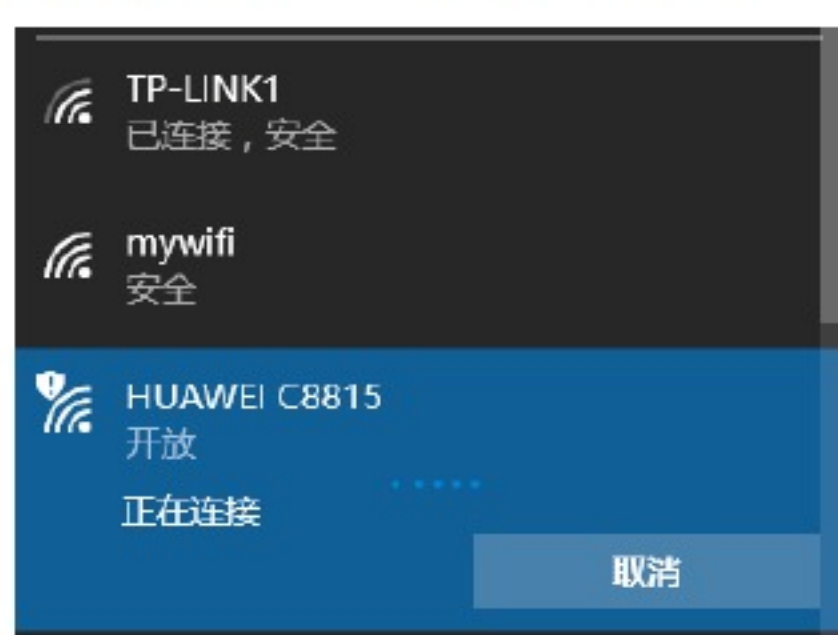 TP-LINK1
已连接，安全
mywifi
安全
HUAWEI C8815
开放
正在连接
取消